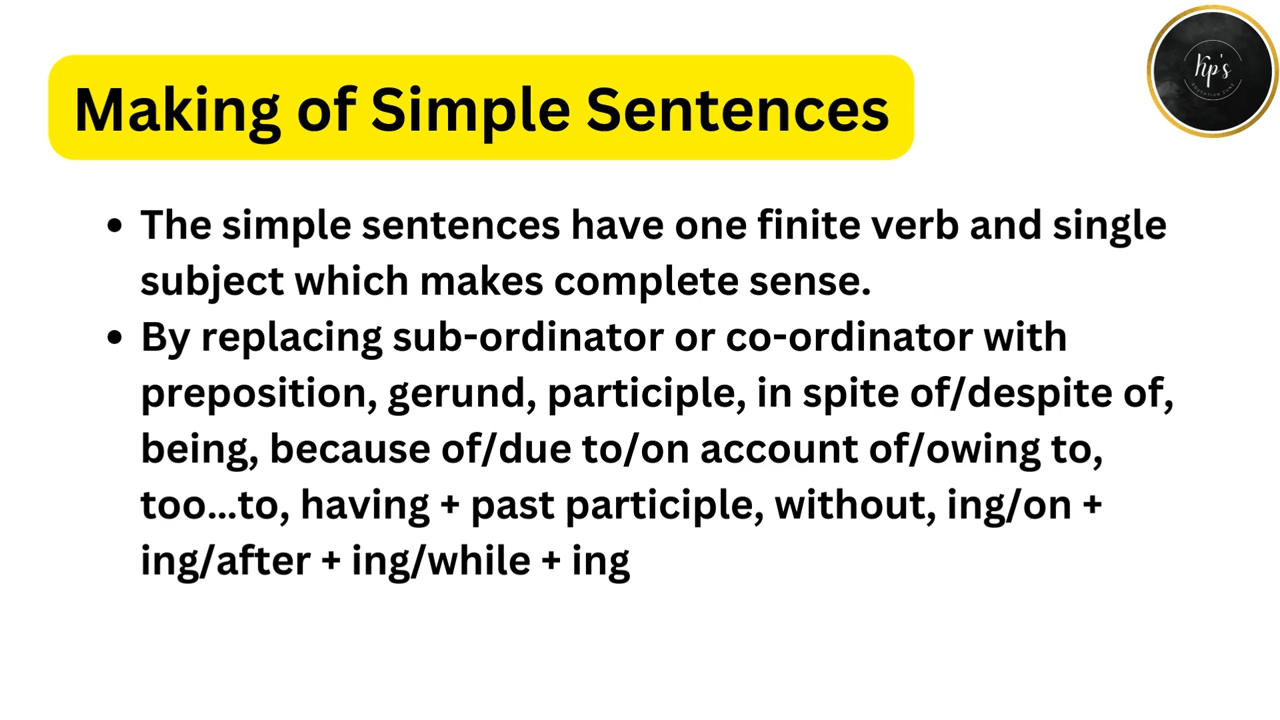 Making of Simple Sentences
Kp's
• The simple sentences have one finite verb and single
subject which makes complete sense.
• By replacing sub-ordinator or co-ordinator with
preposition, gerund, participle, in spite of/despite of,
being, because of/due to/on account of/owing to,
too...to, having + past participle, without, ing/on +
ing/after + ing/while + ing